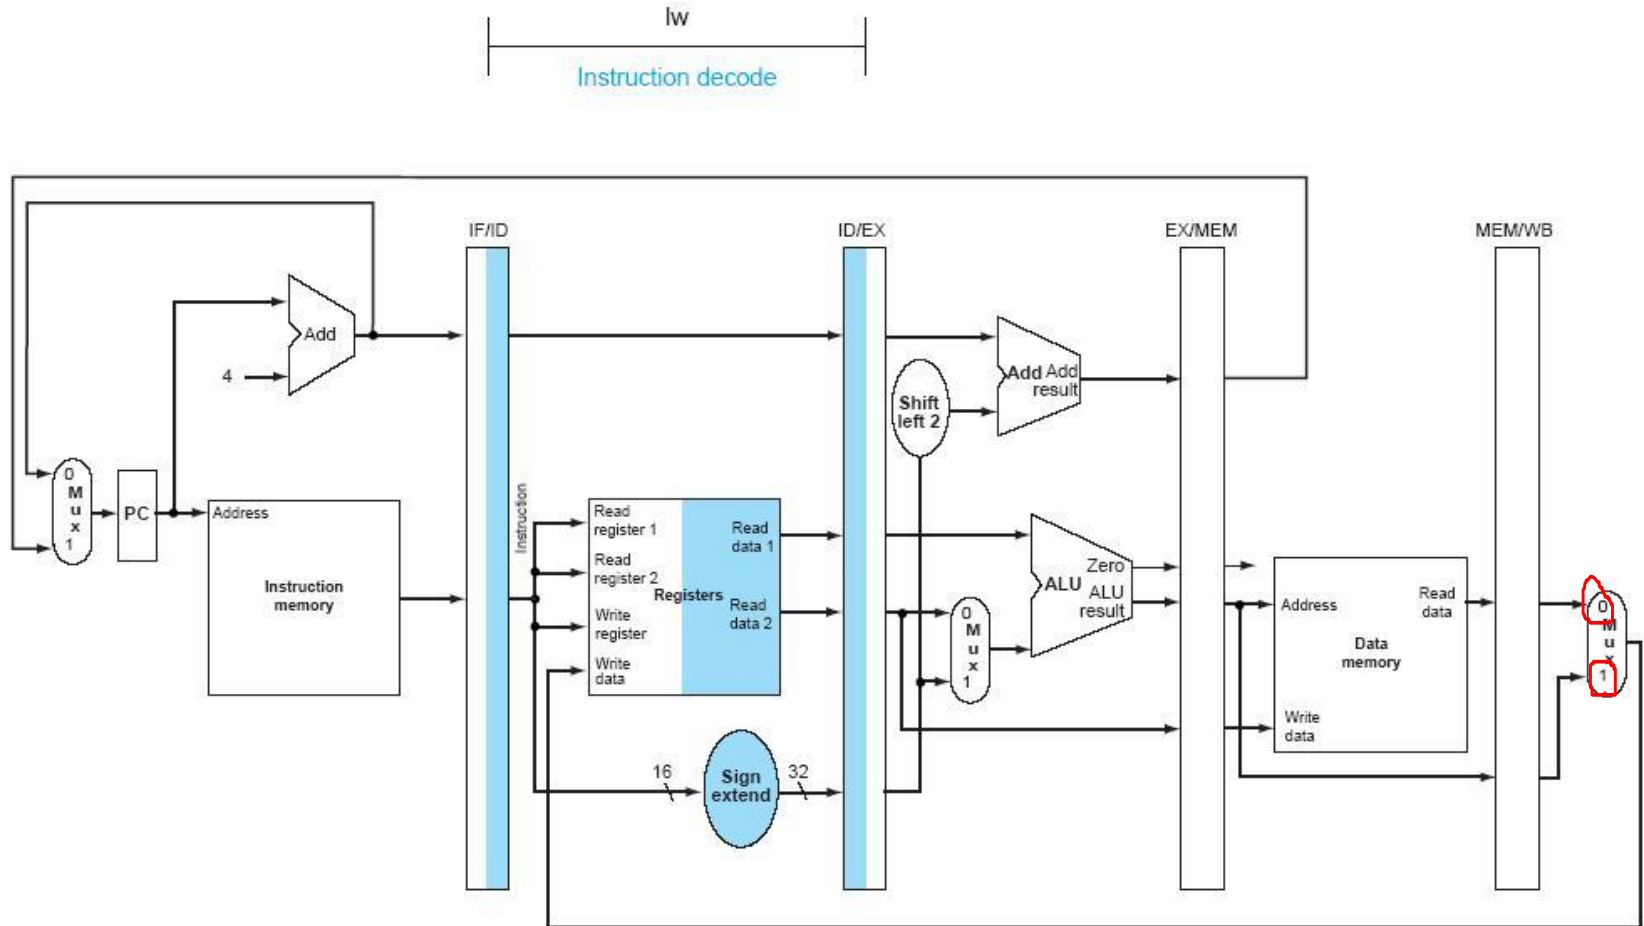 lw
Instruction decode
IF/ID
ID/EX
EX/MEM
MEM/WB
Add
4
Add Add
result
Shift
left 2
0
M
u
x
1
PC
Address
Instruction
memory
Instruction
Read
register 1
Read
register 2
Write
register
Write
data
Registers
Read
data 1
Read
data 2
16
Sign
extend
32
0
M
u
x
1
ALU
Zero
ALU
result
Address
Read
data
Data
memory
Write
data
0
M
u
x
1